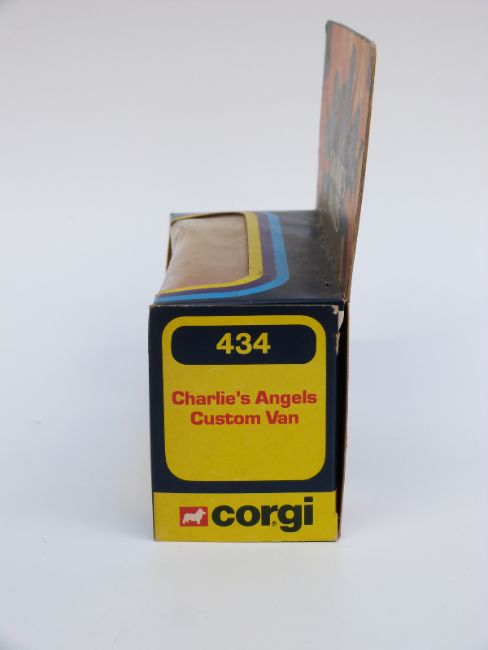 434
Charlie's Angels
Custom Van
corgi®